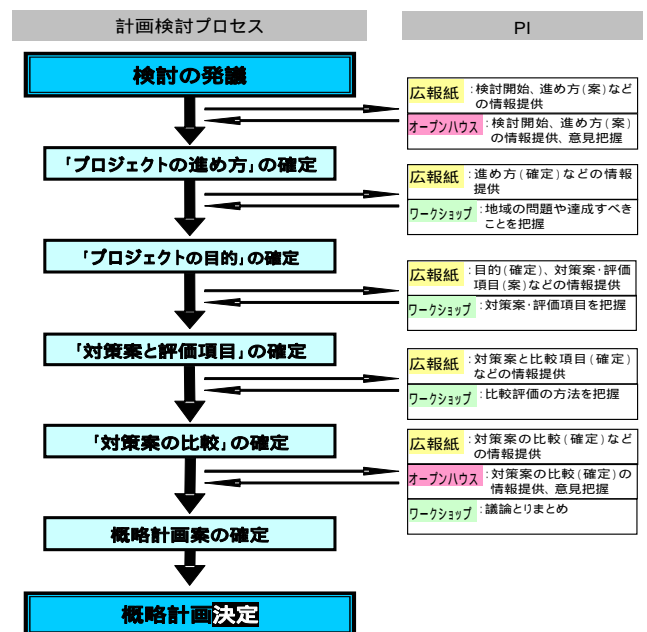 計画検討プロセス
PI
検討の発議
広報紙：検討開始、進め方(案)など
の情報提供
オープンハウス：検討開始、進め方(案)
の情報提供、意見把握
「プロジェクトの進め方」の確定
広報紙：進め方(確定)などの情報
提供
ワークショップ：地域の問題や達成すべき
ことを把握
「プロジェクトの目的」の確定
広報紙：目的(確定)、対策案・評価
項目(案)などの情報提供
ワークショップ：対策案・評価項目を把握
「対策案と評価項目」の確定
広報紙：対策案と比較項目(確定)
などの情報提供
ワークショップ：比較評価の方法を把握
「対策案の比較」の確定
広報紙：対策案の比較(確定)など
の情報提供
オープンハウス：対策案の比較(確定)の
情報提供、意見把握
ワークショップ：議論とりまとめ
概略計画案の確定
概略計画決定